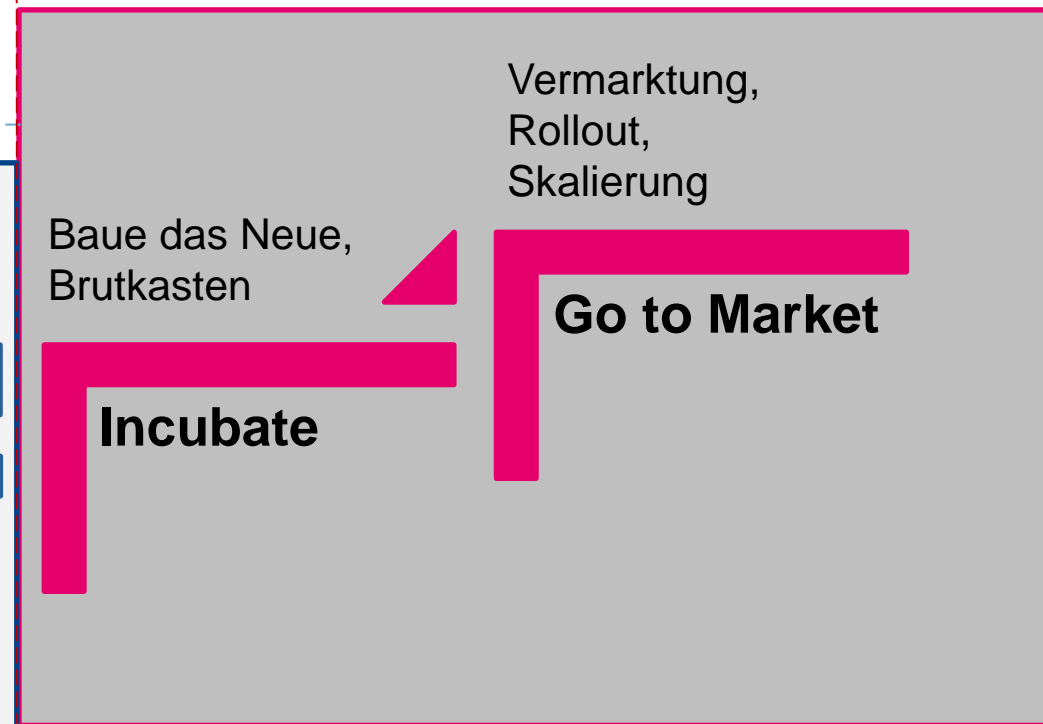 Baue das Neue,
Brutkasten
Incubate
Vermarktung,
Rollout,
Skalierung
Go to Market